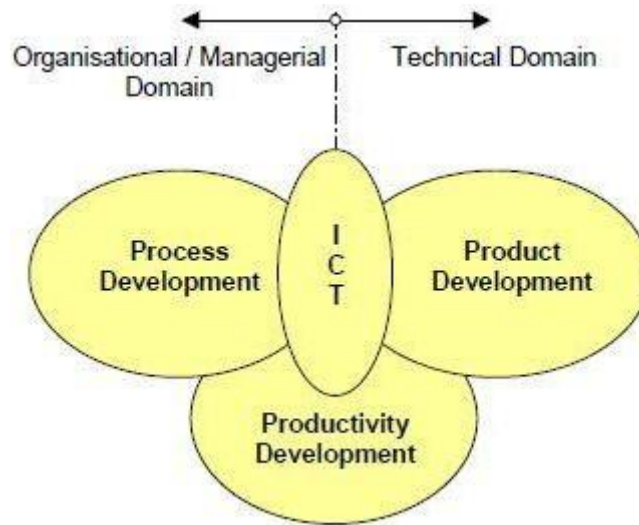 Organisational / Managerial
Domain
Technical Domain
Process
Development
I
C
T
Product
Development
Productivity
Development